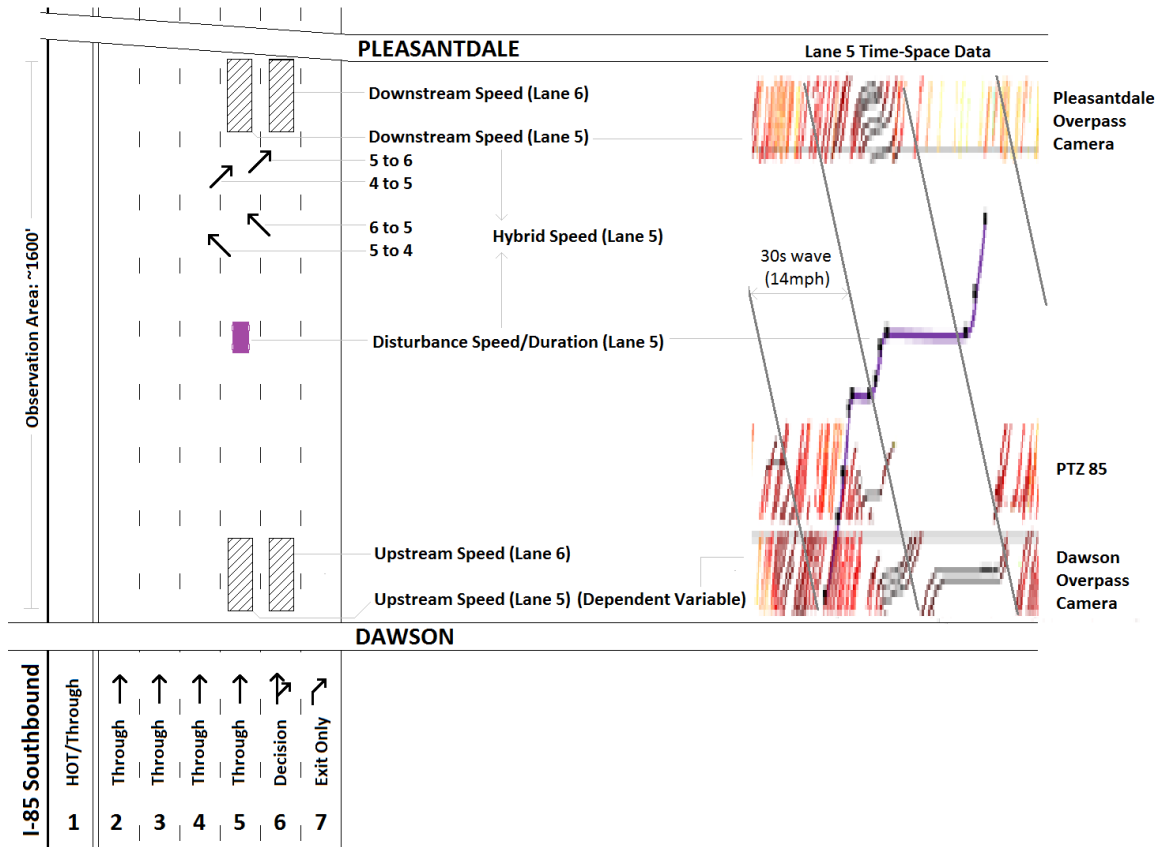 PLEASANTDALE
Lane 5 Time-Space Data
Downstream Speed (Lane 6)
Downstream Speed (Lane 5)
Pleasantdale
Overpass
Camera
5 to 6
4 to 5
6 to 5
5 to 4
Hybrid Speed (Lane 5)
30s wave
(14mph)
Observation Area: ~1600'
Disturbance Speed/Duration (Lane 5)
PTZ 85
Upstream Speed (Lane 6)
Upstream Speed (Lane 5) (Dependent Variable)
Dawson
Overpass
Camera
DAWSON
I-85 Southbound
HOT/Through
Through
Through
Through
Through
Decision
Exit Only
1 2 3 4 5 6 7